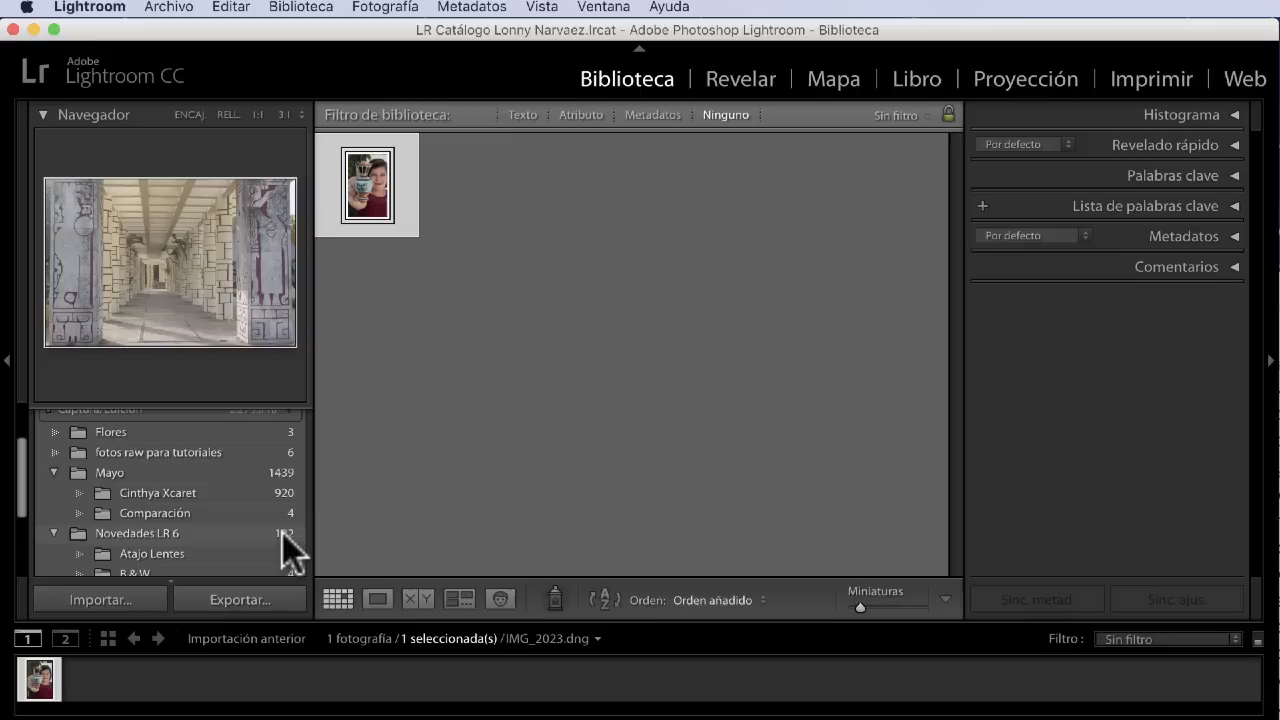 Lightroom Archivo Editar Biblioteca Fotografía Metadatos Vista Ventana Ayuda
LR Catálogo Lonny Narvaez.lrcat - Adobe Photoshop Lightroom - Biblioteca
Lr Adobe
Lightroom CC
Biblioteca | Revelar | Mapa | Libro | Proyección | Imprimir | Web
Navegador ENCAJ. RELL. 1:1 3:1
Filtro de biblioteca: Texto Atributo Metadatos Ninguno Sin filtro
Histograma
Por defecto Revelado rápido
Palabras clave
+ Lista de palabras clave
Por defecto Metadatos
Comentarios
Captura/Edición
Flores 3
fotos raw para tutoriales 6
Mayo 1439
Cinthya Xcaret 920
Comparación 4
Novedades LR 6
Atajo Lentes
B & W 4
Importar... Exportar...
X Y
A Z
Orden: Orden añadido
Miniaturas
Sinc. metad. Sinc. ajus.
1 2 Importación anterior 1 fotografía / 1 seleccionada(s) / IMG_2023.dng
Filtro : Sin filtro